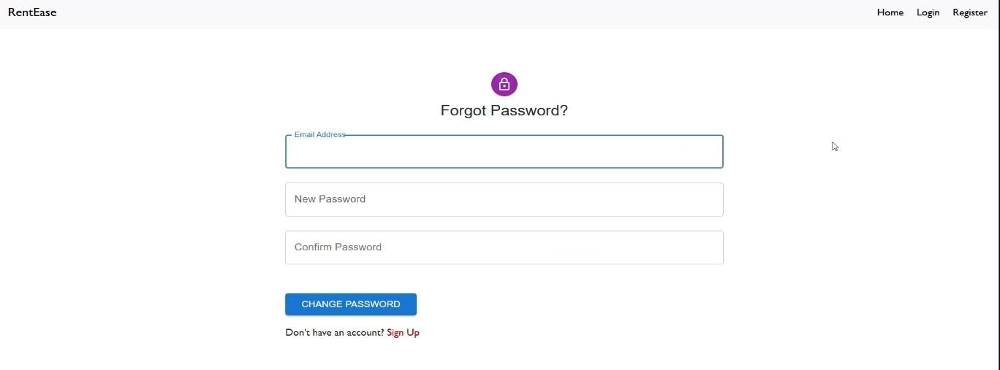 RentEase Home Login Register
Forgot Password?
Email Address
New Password
Confirm Password
CHANGE PASSWORD
Don't have an account? Sign Up